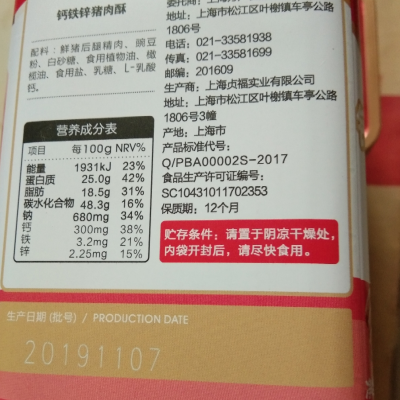 钙铁锌猪肉酥
配料：鲜猪后腿精肉、豌豆
粉、白砂糖、食用植物油、橄
榄油、食用盐、乳糖、L-乳酸
钙。
营养成分表
项目 每100g NRV%
能量 1931kJ 23%
蛋白质 25.0g 42%
脂肪 18.5g 31%
碳水化合物 48.3g 16%
钠 680mg 34%
钙 300mg 38%
铁 3.2mg 21%
锌 2.25mg 15%
地址：上海市松江区叶榭镇车亭公路
1806号
电话：021-33581938
传真：021-33581699
邮编：201609
生产商：上海贞福实业有限公司
地址：上海市松江区叶榭镇车亭公路
1806号3幢
产地：上海市
产品标准代号：
Q/PBA00002S-2017
食品生产许可证编号：
SC10431011702353
保质期：12个月
贮存条件：请置于阴凉干燥处，
内袋开封后，请尽快食用。
生产日期(批号) / PRODUCTION DATE
20191107